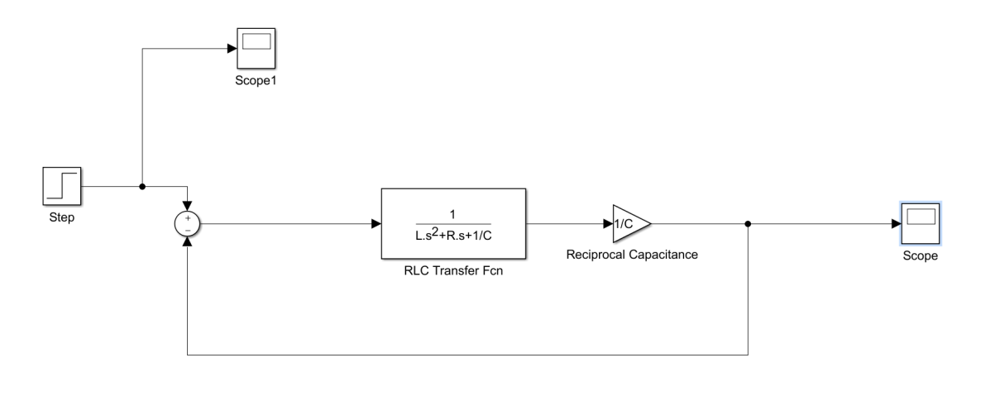 Scope1
Step
+
−
1
L.s²+R.s+1/C
RLC Transfer Fcn
1/C
Reciprocal Capacitance
Scope